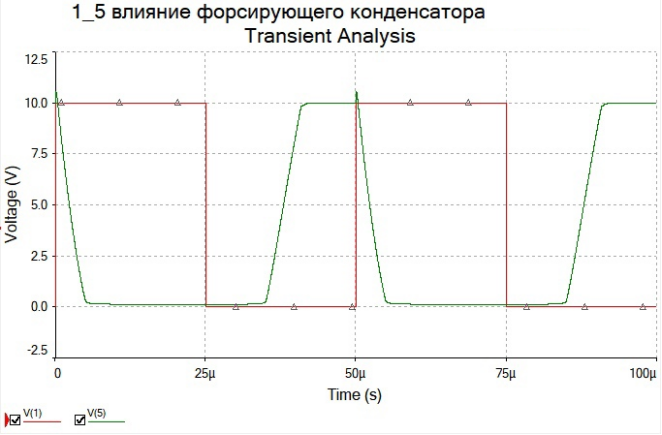 1_5 влияние форсирующего конденсатора
Transient Analysis
12.5
10.0
7.5
5.0
2.5
0.0
-2.5
Voltage (V)
0 25µ 50µ 75µ 100µ
Time (s)
V(1) V(5)